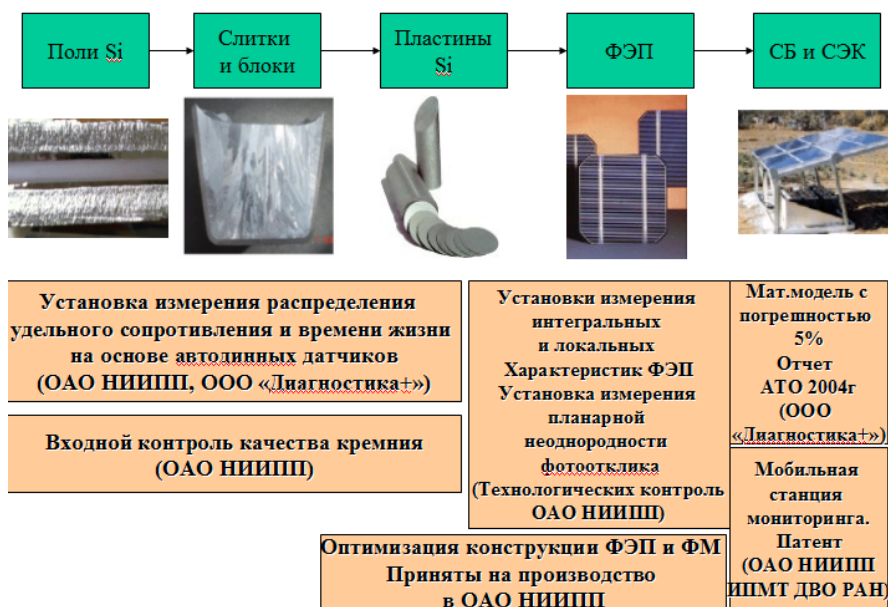 Поли Si
Слитки
и блоки
Пластины
Si
ФЭП
СБ и СЭК
Установка измерения распределения
удельного сопротивления и времени жизни
на основе автодинных датчиков
(ОАО НИИПП, ООО «Диагностика+»)
Входной контроль качества кремния
(ОАО НИИПП)
Установки измерения
интегральных
и локальных
Характеристик ФЭП
Установка измерения
планарной
неоднородности
фотоотклика
(Технологических контроль
ОАО НИИПП)
Мат.модель с
погрешностью
5%
Отчет
АТО 2004г
(ООО
«Диагностика+»)
Мобильная
станция
мониторинга.
Патент
(ОАО НИИПП
ИПМТ ДВО РАН)
Оптимизация конструкции ФЭП и ФМ
Приняты на производство
в ОАО НИИПП